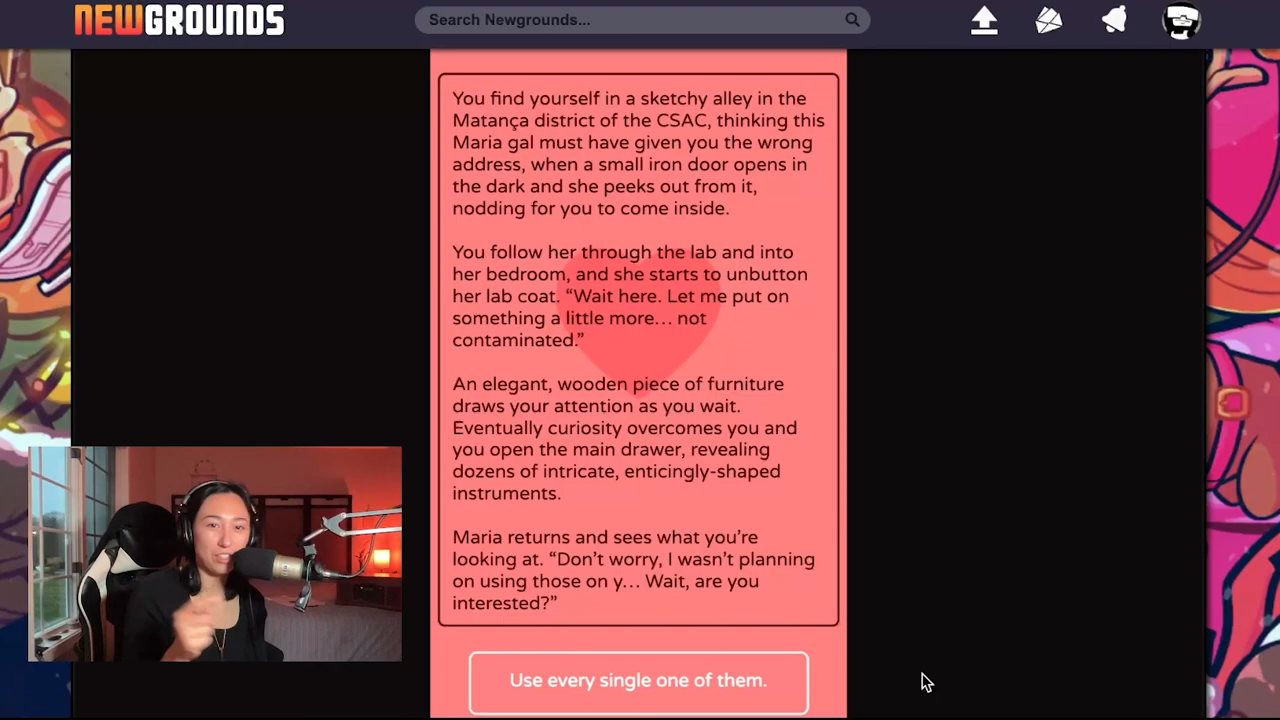 NEWGROUNDS
Search Newgrounds...
You find yourself in a sketchy alley in the
Matança district of the CSAC, thinking this
Maria gal must have given you the wrong
address, when a small iron door opens in
the dark and she peeks out from it,
nodding for you to come inside.
You follow her through the lab and into
her bedroom, and she starts to unbutton
her lab coat. “Wait here. Let me put on
something a little more… not
contaminated.”
An elegant, wooden piece of furniture
draws your attention as you wait.
Eventually curiosity overcomes you and
you open the main drawer, revealing
dozens of intricate, enticingly-shaped
instruments.
Maria returns and sees what you’re
looking at. “Don’t worry, I wasn’t planning
on using those on y… Wait, are you
interested?”
Use every single one of them.